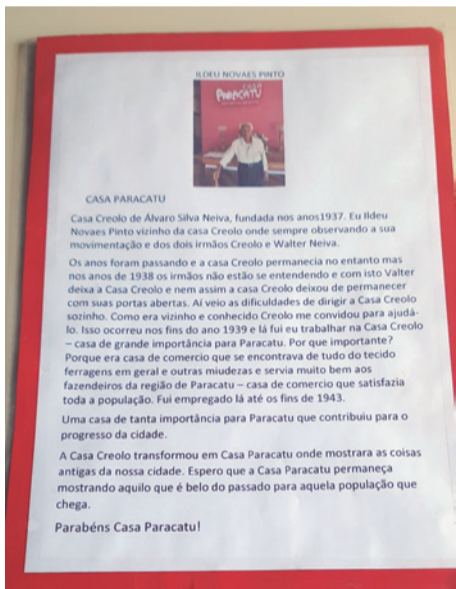 ILDEU NOVAES PINTO
CASA
PARACATU
CASA PARACATU
Casa Creolo de Álvaro Silva Neiva, fundada nos anos1937. Eu Ildeu
Novaes Pinto vizinho da casa Creolo onde sempre observando a sua
movimentação e dos dois irmãos Creolo e Walter Neiva.
Os anos foram passando e a casa Creolo permanecia no entanto mas
nos anos de 1938 os irmãos não estão se entendendo e com isto Valter
deixa a Casa Creolo e nem assim a casa Creolo deixou de permanecer
com suas portas abertas. Aí veio as dificuldades de dirigir a Casa Creolo
sozinho. Como era vizinho e conhecido Creolo me convidou para ajudá-
lo. Isso ocorreu nos fins do ano 1939 e lá fui eu trabalhar na Casa Creolo
– casa de grande importância para Paracatu. Por que importante?
Porque era casa de comercio que se encontrava de tudo do tecido
ferragens em geral e outras miudezas e servia muito bem aos
fazendeiros da região de Paracatu – casa de comercio que satisfazia
toda a população. Fui empregado lá até os fins de 1943.
Uma casa de tanta importância para Paracatu que contribuiu para o
progresso da cidade.
A Casa Creolo transformou em Casa Paracatu onde mostrara as coisas
antigas da nossa cidade. Espero que a Casa Paracatu permaneça
mostrando aquilo que é belo do passado para aquela população que
chega.
Parabéns Casa Paracatu!